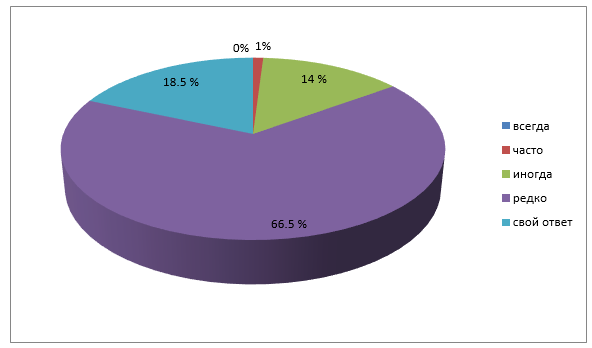 0%
1%
18.5 %
14 %
66.5 %
всегда
часто
иногда
редко
свой ответ